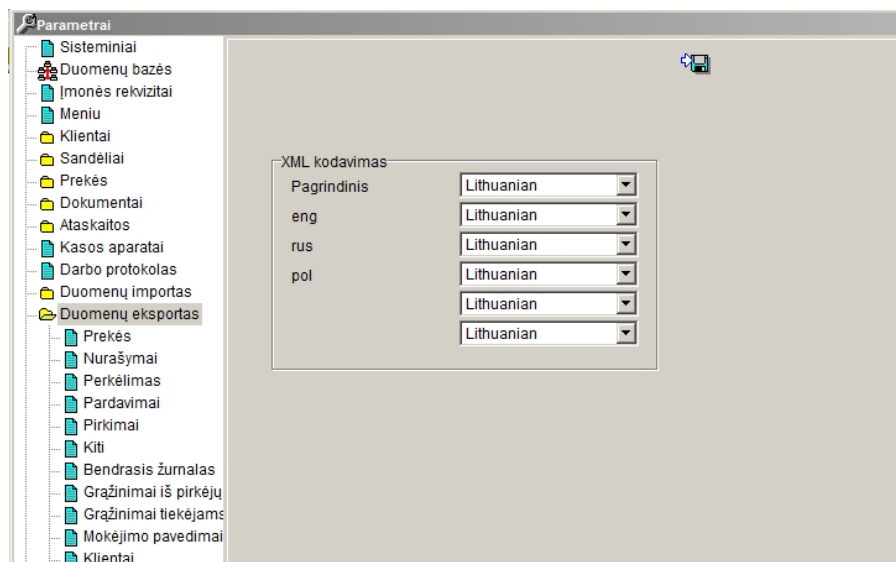 Parametrai
Sisteminiai
Duomenų bazės
Įmonės rekvizitai
Meniu
Klientai
Sandėliai
Prekės
Dokumentai
Ataskaitos
Kasos aparatai
Darbo protokolas
Duomenų importas
Duomenų eksportas
Prekės
Nurašymai
Perkėlimas
Pardavimai
Pirkimai
Kiti
Bendrasis žurnalas
Grąžinimai iš pirkėjų
Grąžinimai tiekėjams
Mokėjimo pavedimai
Klientai
XML kodavimas
Pagrindinis Lithuanian
eng Lithuanian
rus Lithuanian
pol Lithuanian
Lithuanian
Lithuanian